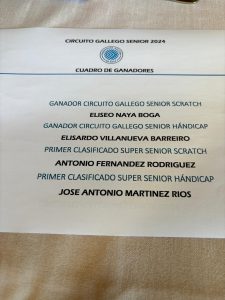 CIRCUITO GALLEGO SENIOR 2024
CUADRO DE GANADORES
GANADOR CIRCUITO GALLEGO SENIOR SCRATCH
ELISEO NAYA BOGA
GANADOR CIRCUITO GALLEGO SENIOR HÁNDICAP
ELISARDO VILLANUEVA BARREIRO
PRIMER CLASIFICADO SUPER SENIOR SCRATCH
ANTONIO FERNANDEZ RODRIGUEZ
PRIMER CLASIFICADO SUPER SENIOR HÁNDICAP
JOSE ANTONIO MARTINEZ RIOS